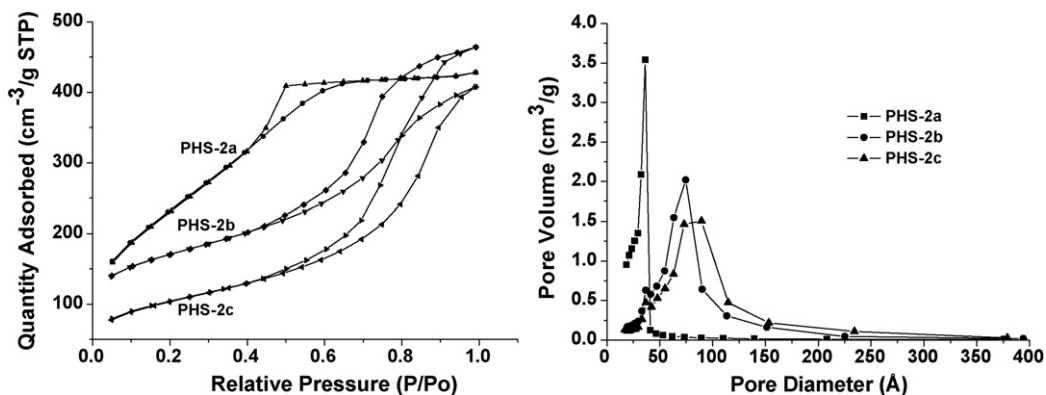 Quantity Adsorbed (cm⁻³/g STP)
500
400
300
200
100
PHS-2a
PHS-2b
PHS-2c
0.0 0.2 0.4 0.6 0.8 1.0
Relative Pressure (P/Po)
Pore Volume (cm³/g)
4.0
3.5
3.0
2.5
2.0
1.5
1.0
0.5
0.0
PHS-2a
PHS-2b
PHS-2c
0 50 100 150 200 250 300 350 400
Pore Diameter (Å)